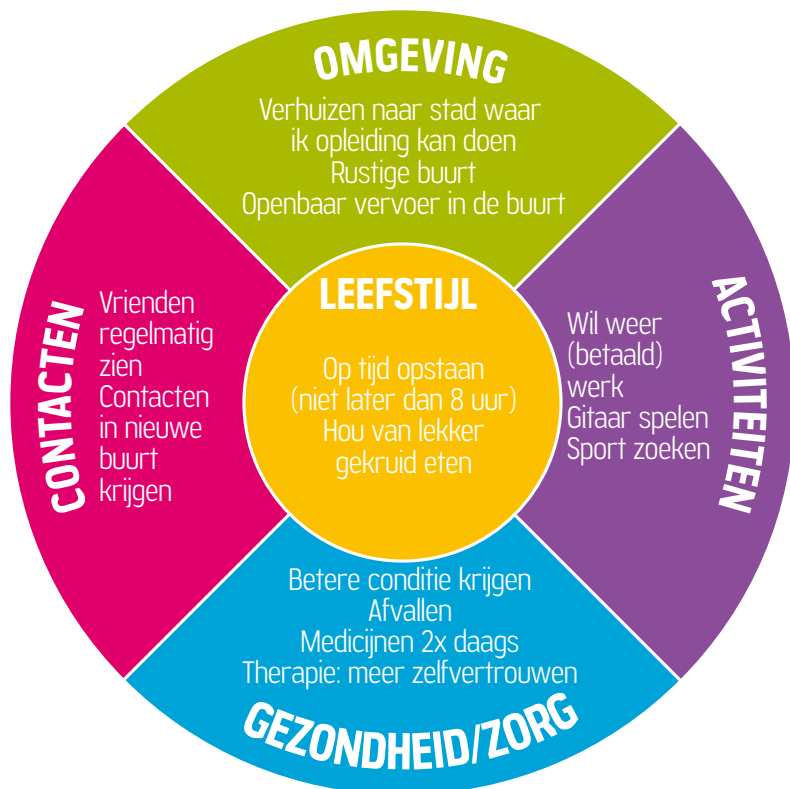 OMGEVING
Verhuizen naar stad waar
ik opleiding kan doen
Rustige buurt
Openbaar vervoer in de buurt
CONTACTEN
Vrienden
regelmatig
zien
Contacten
in nieuwe
buurt
krijgen
LEEFSTIJL
Op tijd opstaan
(niet later dan 8 uur)
Hou van lekker
gekruid eten
ACTIVITEITEN
Wil weer
(betaald)
werk
Gitaar spelen
Sport zoeken
Betere conditie krijgen
Afvallen
Medicijnen 2x daags
Therapie: meer zelfvertrouwen
GEZONDHEID/ZORG